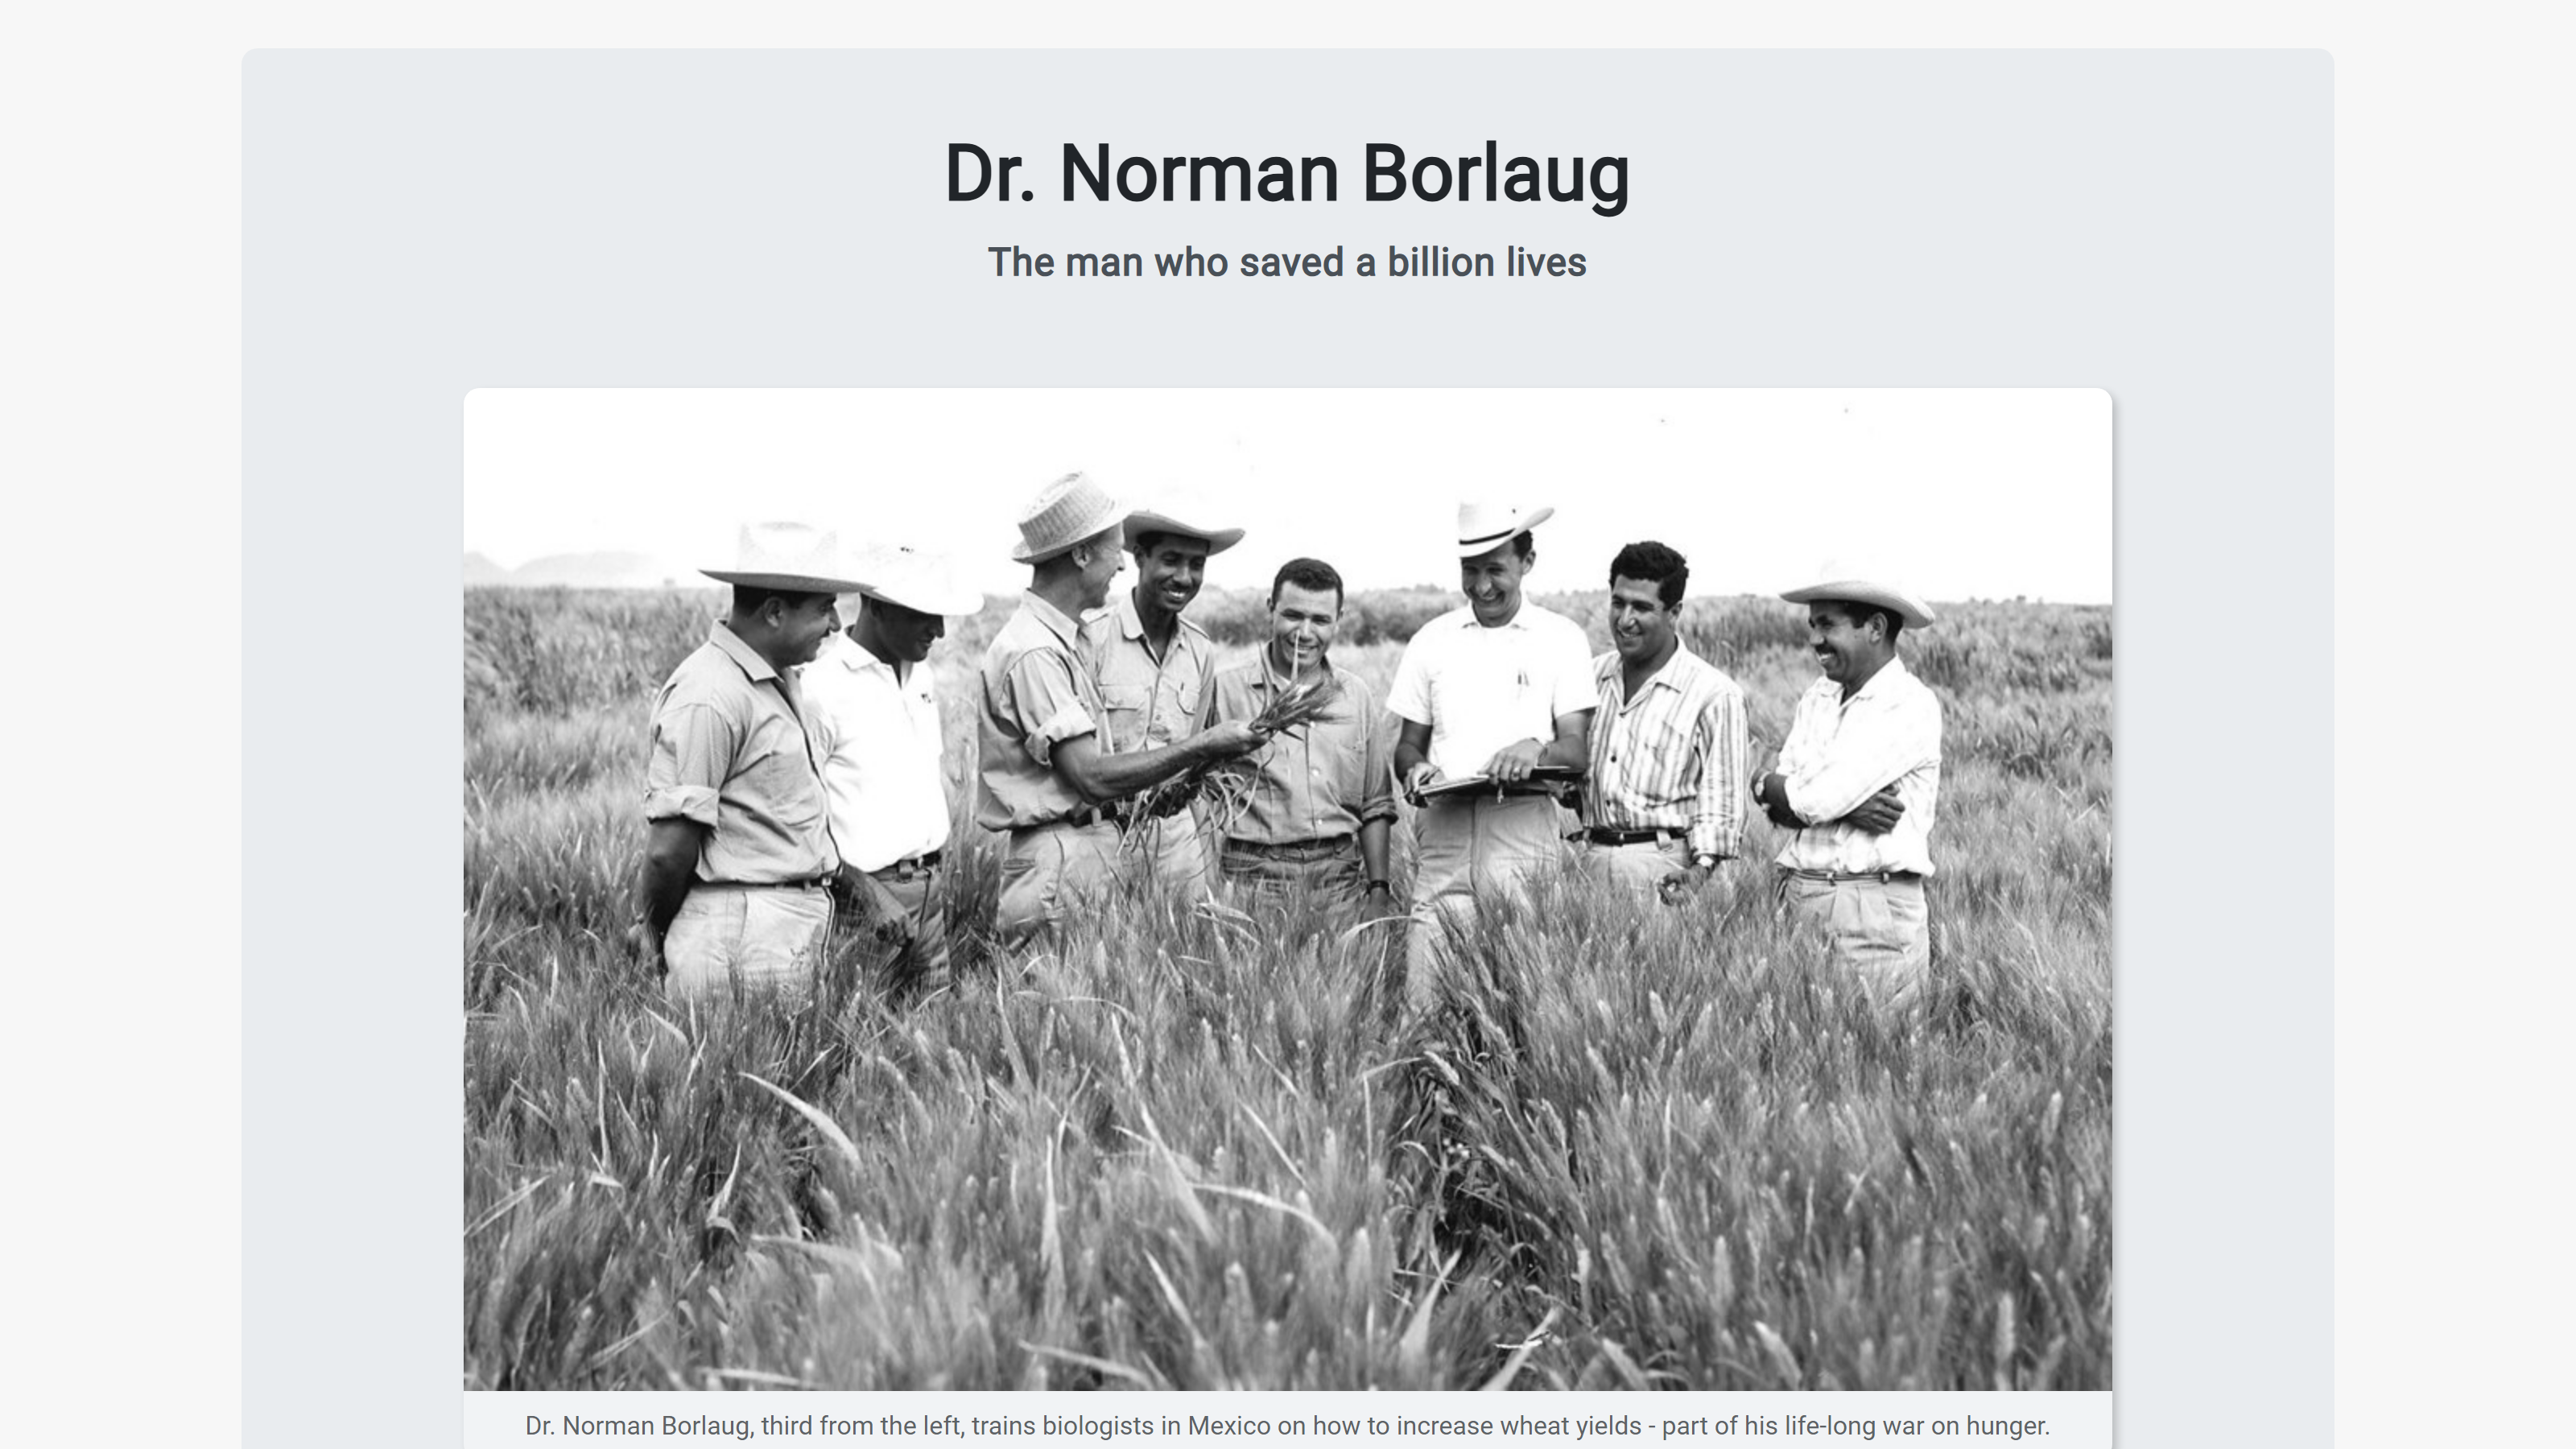 Dr. Norman Borlaug
The man who saved a billion lives
Dr. Norman Borlaug, third from the left, trains biologists in Mexico on how to increase wheat yields - part of his life-long war on hunger.